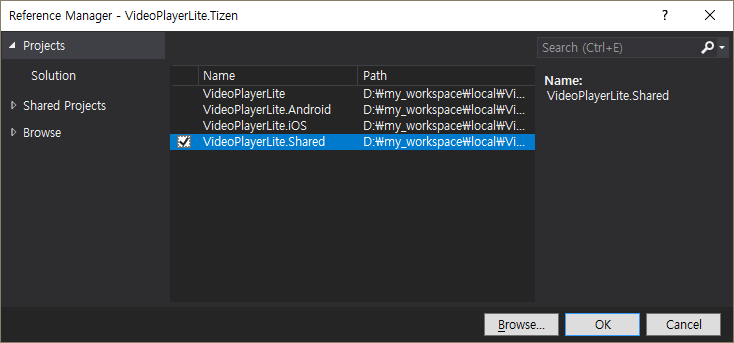 Reference Manager - VideoPlayerLite.Tizen
Projects
Solution
Shared Projects
Browse
Search (Ctrl+E)
Name Path
VideoPlayerLite D:₩my_workspace₩local₩Vi...
VideoPlayerLite.Android D:₩my_workspace₩local₩Vi...
VideoPlayerLite.iOS D:₩my_workspace₩local₩Vi...
VideoPlayerLite.Shared D:₩my_workspace₩local₩Vi...
Name:
VideoPlayerLite.Shared
Browse... OK Cancel